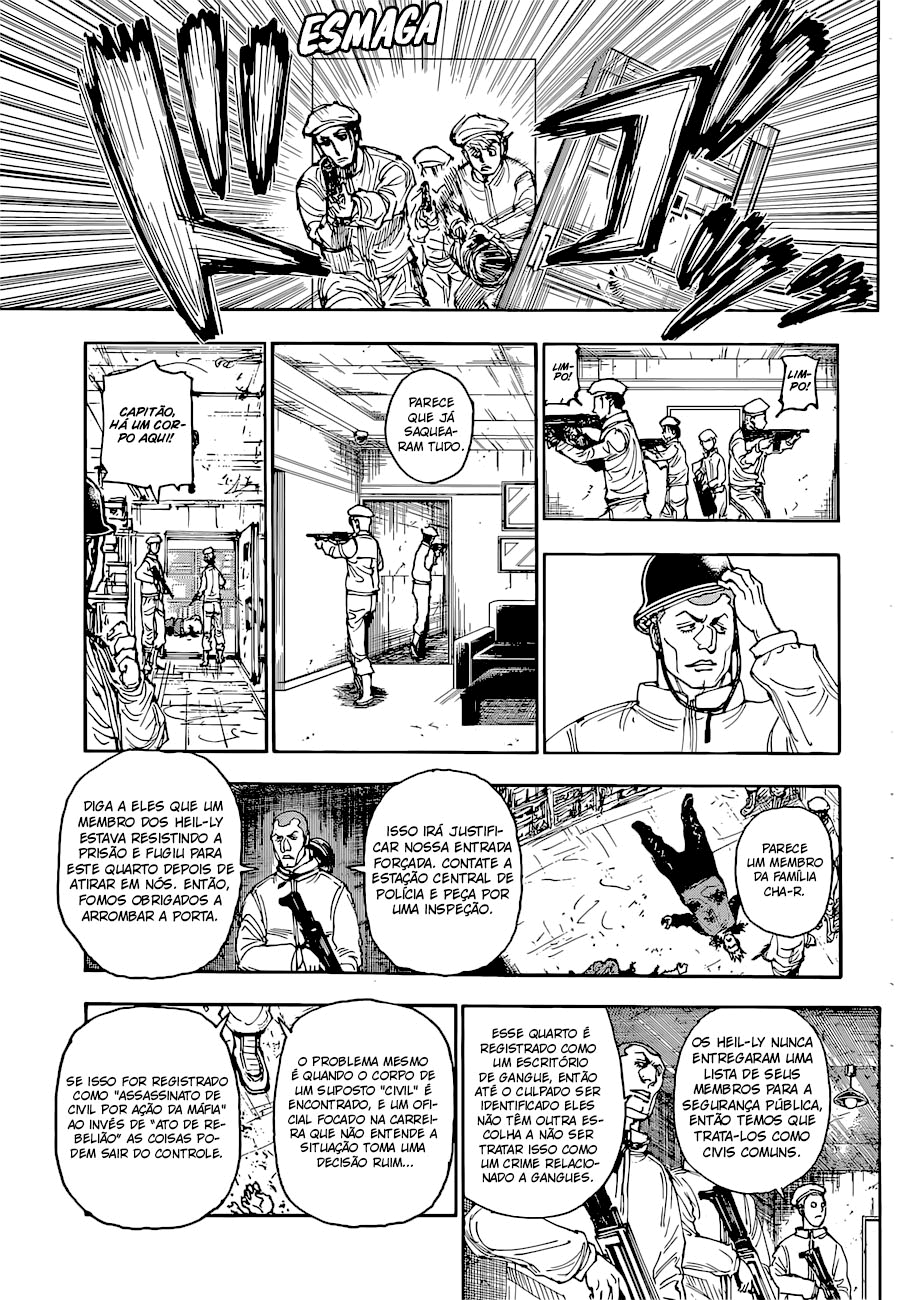 ESMAGA
ドゴ
LIM-
PO!
LIM-
PO!
PARECE
QUE JÁ
SAQUEA-
RAM TUDO.
CAPITÃO,
HÁ UM COR-
PO AQUI!
PARECE
UM MEMBRO
DA FAMÍLIA
CHA-R.
ISSO IRÁ JUSTIFI-
CAR NOSSA ENTRADA
FORÇADA. CONTATE A
ESTAÇÃO CENTRAL DE
POLÍCIA E PEÇA POR
UMA INSPEÇÃO.
DIGA A ELES QUE UM
MEMBRO DOS HEIL-LY
ESTAVA RESISTINDO A
PRISÃO E FUGIU PARA
ESTE QUARTO DEPOIS DE
ATIRAR EM NÓS. ENTÃO,
FOMOS OBRIGADOS A
ARROMBAR A PORTA.
OS HEIL-LY NUNCA
ENTREGARAM UMA
LISTA DE SEUS
MEMBROS PARA A
SEGURANÇA PÚBLICA,
ENTÃO TEMOS QUE
TRATA-LOS COMO
CIVIS COMUNS.
ESSE QUARTO É
REGISTRADO COMO
UM ESCRITÓRIO
DE GANGUE, ENTÃO
ATÉ O CULPADO SER
IDENTIFICADO ELES
NÃO TÊM OUTRA ES-
COLHA A NÃO SER
TRATAR ISSO COMO
UM CRIME RELACIO-
NADO A GANGUES.
O PROBLEMA MESMO
É QUANDO O CORPO DE
UM SUPOSTO "CIVIL" É
ENCONTRADO, E UM OFI-
CIAL FOCADO NA CARREI-
RA QUE NÃO ENTENDE A
SITUAÇÃO TOMA UMA
DECISÃO RUIM...
SE ISSO FOR REGISTRADO
COMO "ASSASSINATO DE
CIVIL POR AÇÃO DA MÁFIA"
AO INVÉS DE "ATO DE RE-
BELIÃO" AS COISAS PO-
DEM SAIR DO CONTROLE.